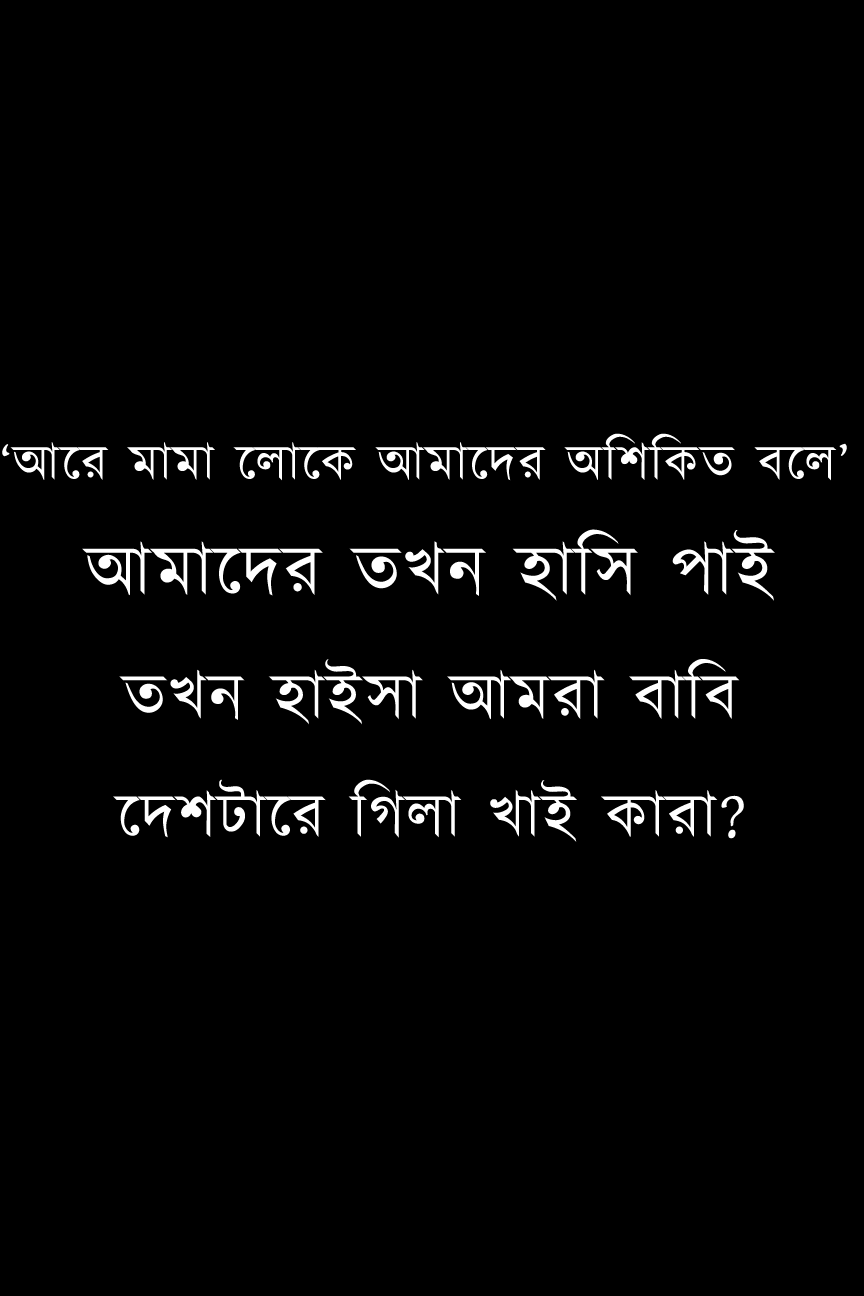 ‘আরে মামা লোকে আমাদের অশিকিত বলে’
আমাদের তখন হাসি পাই
তখন হাইসা আমরা বাবি
দেশটারে গিলা খাই কারা?